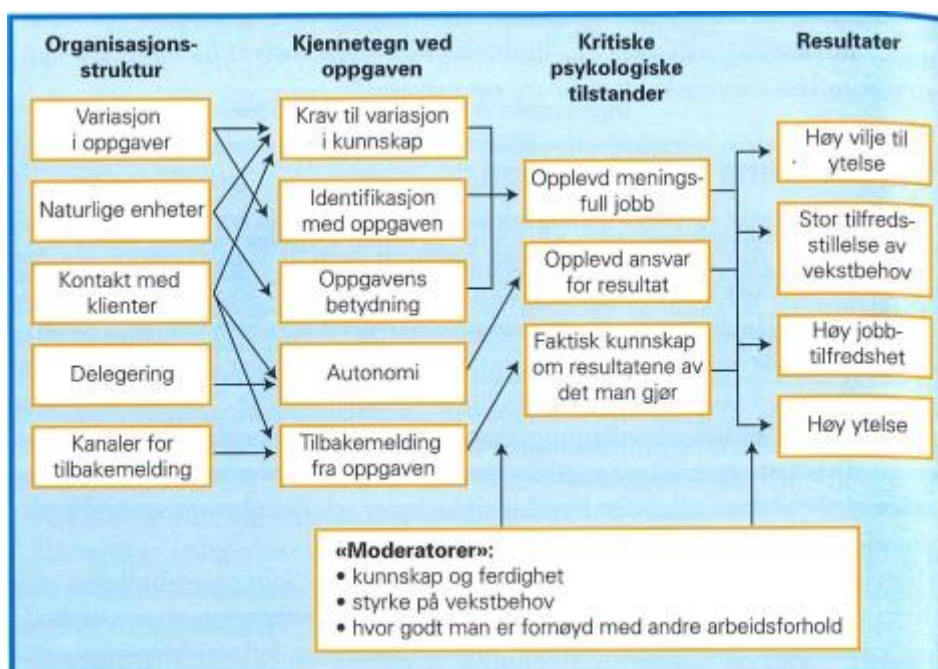 Organisasjons-
struktur
Variasjon
i oppgaver
Naturlige enheter
Kontakt med
klienter
Delegering
Kanaler for
tilbakemelding
Kjennetegn ved
oppgaven
Krav til variasjon
i kunnskap
Identifikasjon
med oppgaven
Oppgavens
betydning
Autonomi
Tilbakemelding
fra oppgaven
Kritiske
psykologiske
tilstander
Opplevd menings-
full jobb
Opplevd ansvar
for resultat
Faktisk kunnskap
om resultatene av
det man gjør
Resultater
Høy vilje til
ytelse
Stor tilfreds-
stillelse av
vekstbehov
Høy jobb-
tilfredshet
Høy ytelse
«Moderatorer»:
• kunnskap og ferdighet
• styrke på vekstbehov
• hvor godt man er fornøyd med andre arbeidsforhold